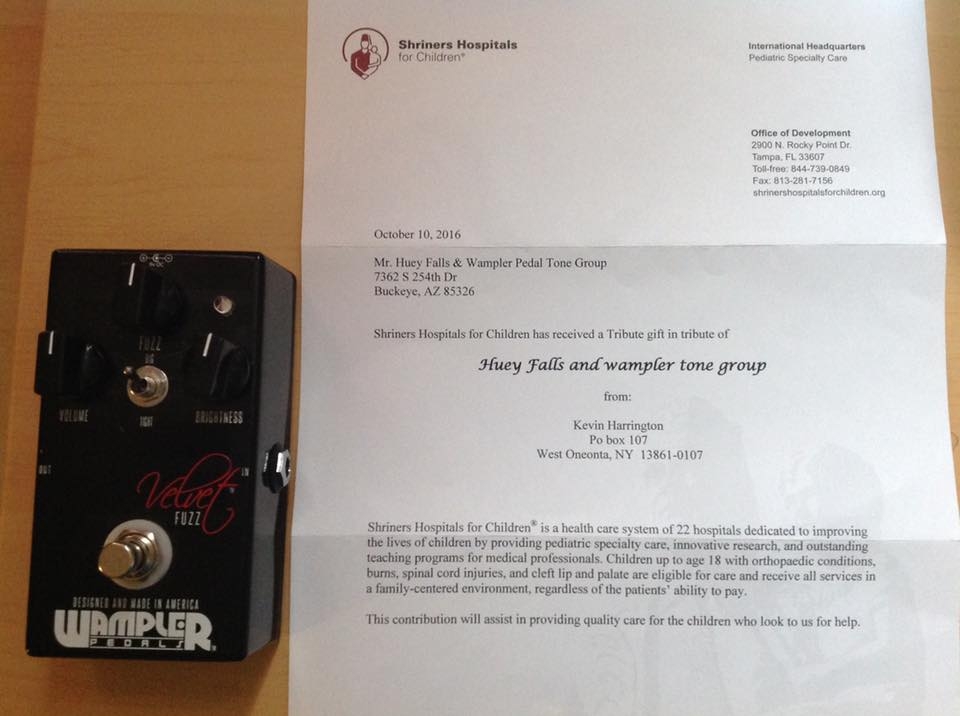 Shriners Hospitals
for Children®
International Headquarters
Pediatric Specialty Care
Office of Development
2900 N. Rocky Point Dr.
Tampa, FL 33607
Toll-free: 844-739-0849
Fax: 813-281-7156
shrinershospitalsforchildren.org
October 10, 2016
Mr. Huey Falls & Wampler Pedal Tone Group
7362 S 254th Dr
Buckeye, AZ 85326
Shriners Hospitals for Children has received a Tribute gift in tribute of
Huey Falls and wampler tone group
from:
Kevin Harrington
Po box 107
West Oneonta, NY 13861-0107
Shriners Hospitals for Children® is a health care system of 22 hospitals dedicated to improving
the lives of children by providing pediatric specialty care, innovative research, and outstanding
teaching programs for medical professionals. Children up to age 18 with orthopaedic conditions,
burns, spinal cord injuries, and cleft lip and palate are eligible for care and receive all services in
a family-centered environment, regardless of the patients' ability to pay.
This contribution will assist in providing quality care for the children who look to us for help.
9V DC
FUZZ
BIG
VOLUME
TIGHT
BRIGHTNESS
OUT
IN
Velvet™
FUZZ
DESIGNED AND MADE IN AMERICA
WAMPLER
PEDALS™